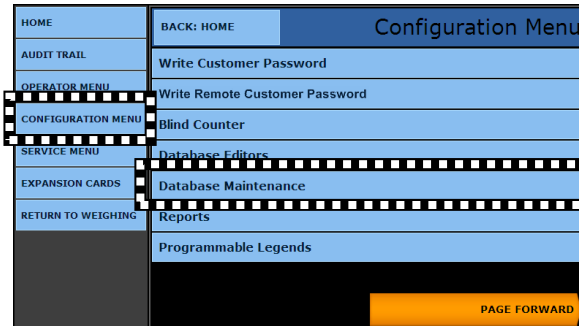 HOME
AUDIT TRAIL
OPERATOR MENU
CONFIGURATION MENU
SERVICE MENU
EXPANSION CARDS
RETURN TO WEIGHING
BACK: HOME
Configuration Menu
Write Customer Password
Write Remote Customer Password
Blind Counter
Database Editors
Database Maintenance
Reports
Programmable Legends
PAGE FORWARD